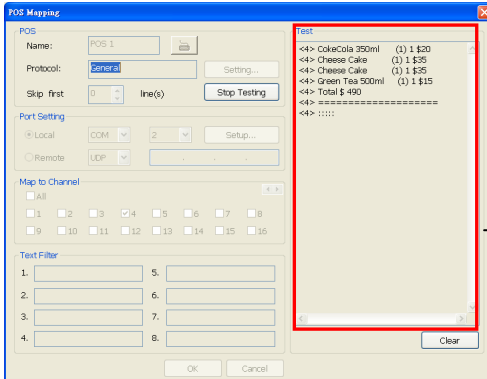 POS Mapping
POS
Name: POS 1
Protocol: General Setting...
Skip first 0 line(s) Stop Testing
Port Setting
Local COM 2 Setup...
Remote UDP . . .
Map to Channel
All
1 2 3 4 5 6 7 8
9 10 11 12 13 14 15 16
Text Filter
1. 5.
2. 6.
3. 7.
4. 8.
OK Cancel
Test
<4> CokeCola 350ml (1) 1 $20
<4> Cheese Cake (1) 1 $35
<4> Cheese Cake (1) 1 $35
<4> Green Tea 500ml (1) 1 $15
<4> Total $ 490
<4> =====================
<4> :::::
Clear